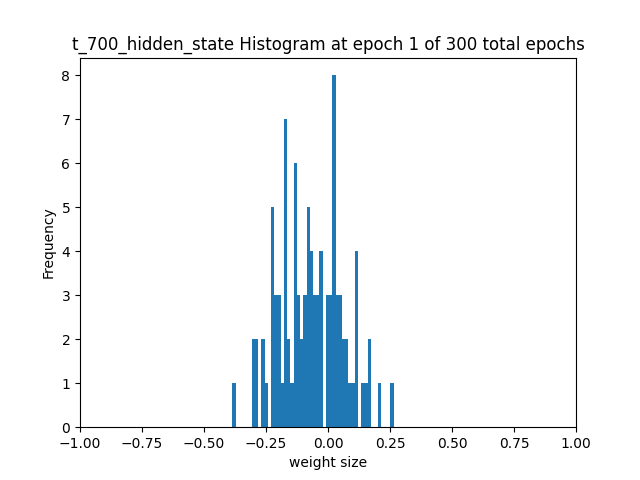 t_700_hidden_state Histogram at epoch 1 of 300 total epochs
8
7
6
5
4
3
2
1
0
Frequency
−1.00 −0.75 −0.50 −0.25 0.00 0.25 0.50 0.75 1.00
weight size